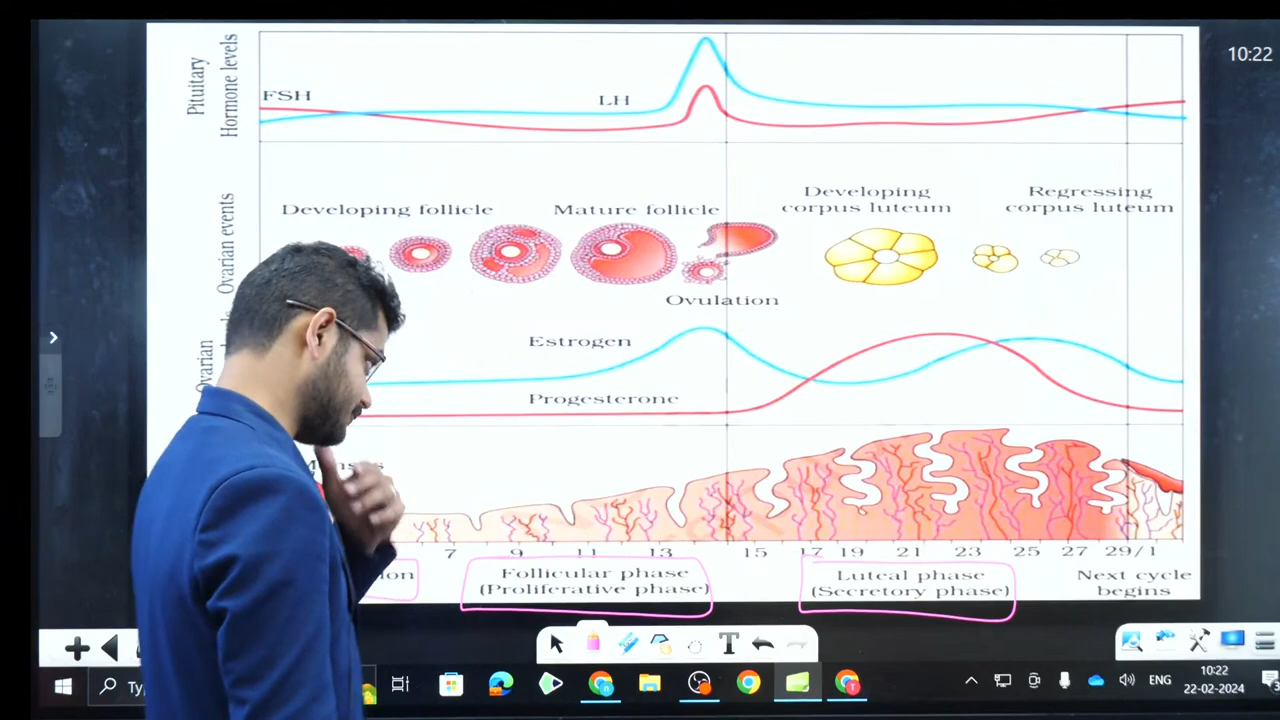 10:22
Pituitary
Hormone levels
FSH
LH
Ovarian events
Developing follicle
Mature follicle
Developing
corpus luteum
Regressing
corpus luteum
Ovulation
Ovarian
Estrogen
Progesterone
7 9 11 13 15 17 19 21 23 25 27 29/1
Follicular phase
(Proliferative phase)
Luteal phase
(Secretory phase)
Next cycle
begins
T
ENG
10:22
22-02-2024